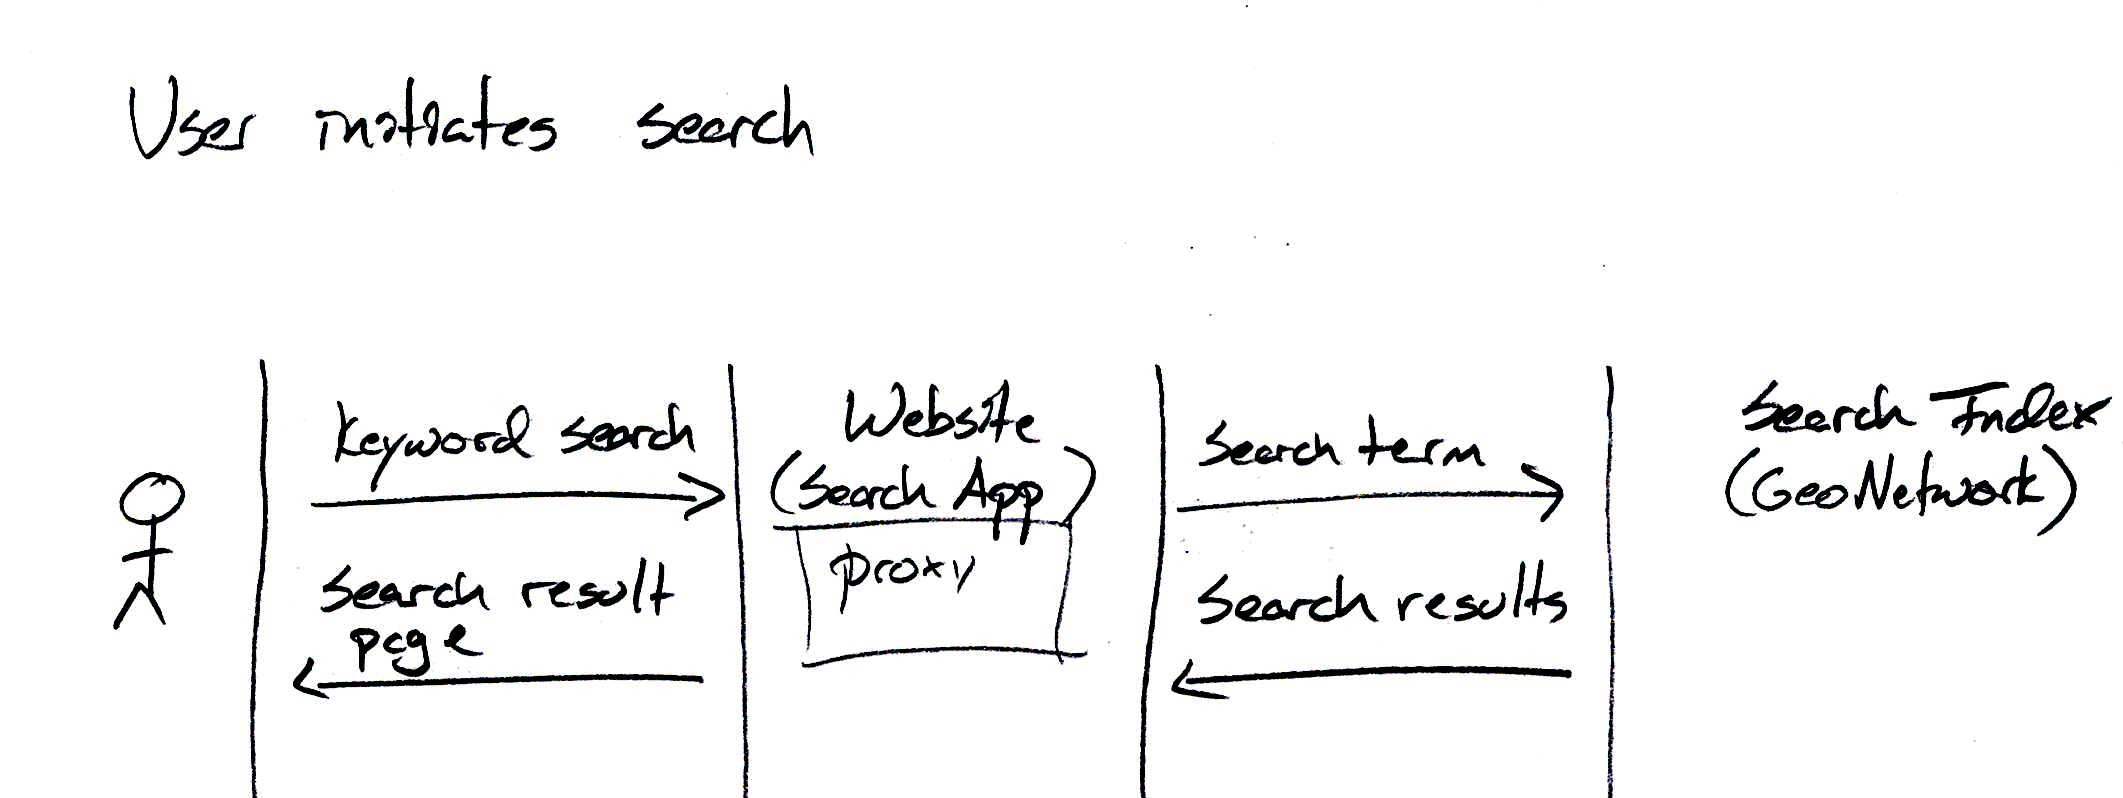 User initiates search
Keyword search
Search result
page
Website
(Search App)
proxy
Search term
Search results
Search Index
(GeoNetwork)